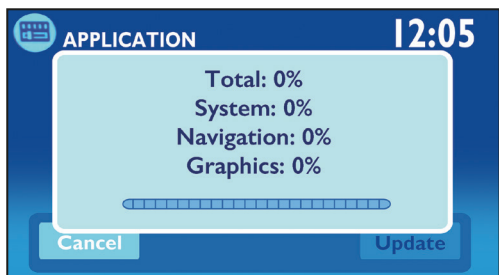 APPLICATION 12:05
Total: 0%
System: 0%
Navigation: 0%
Graphics: 0%
Cancel Update